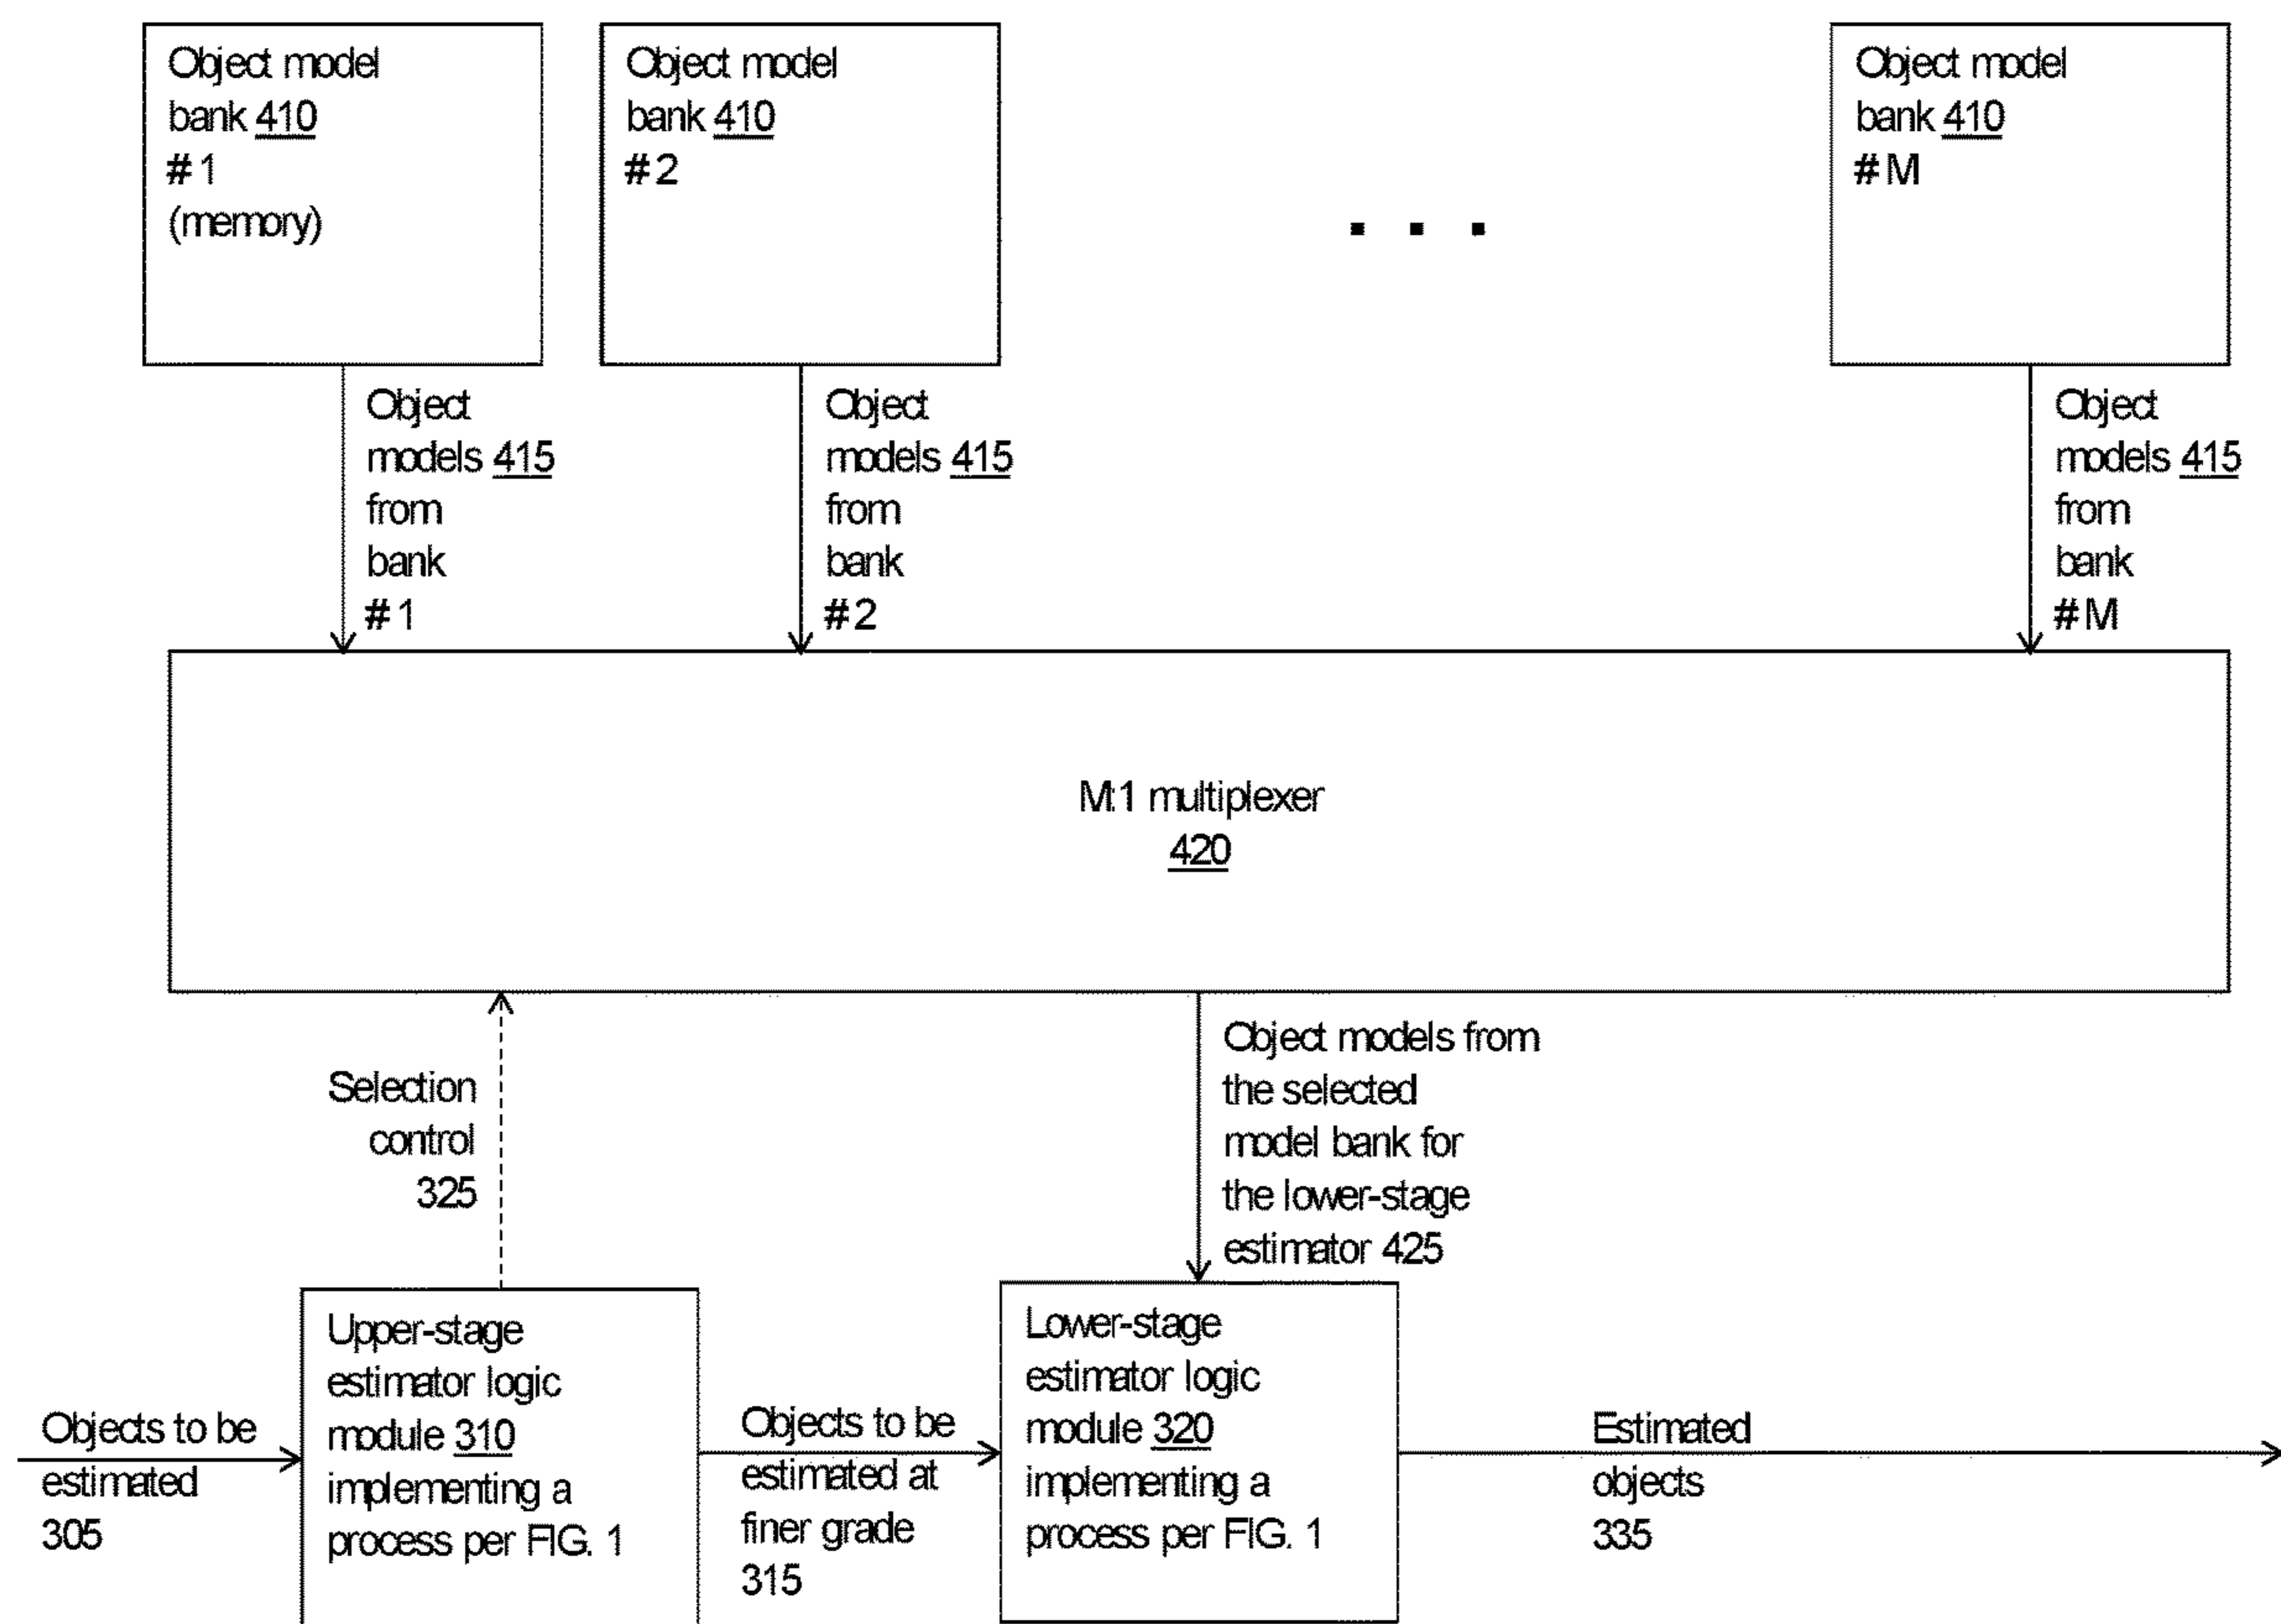 Object model
bank 410
#1
(memory)
Object model
bank 410
#2
. . .
Object model
bank 410
#M
Object
models 415
from
bank
#1
Object
models 415
from
bank
#2
Object
models 415
from
bank
#M
M:1 multiplexer
420
Selection
control
325
Object models from
the selected
model bank for
the lower-stage
estimator 425
Objects to be
estimated
305
Upper-stage
estimator logic
module 310
implementing a
process per FIG. 1
Objects to be
estimated at
finer grade
315
Lower-stage
estimator logic
module 320
implementing a
process per FIG. 1
Estimated
objects
335